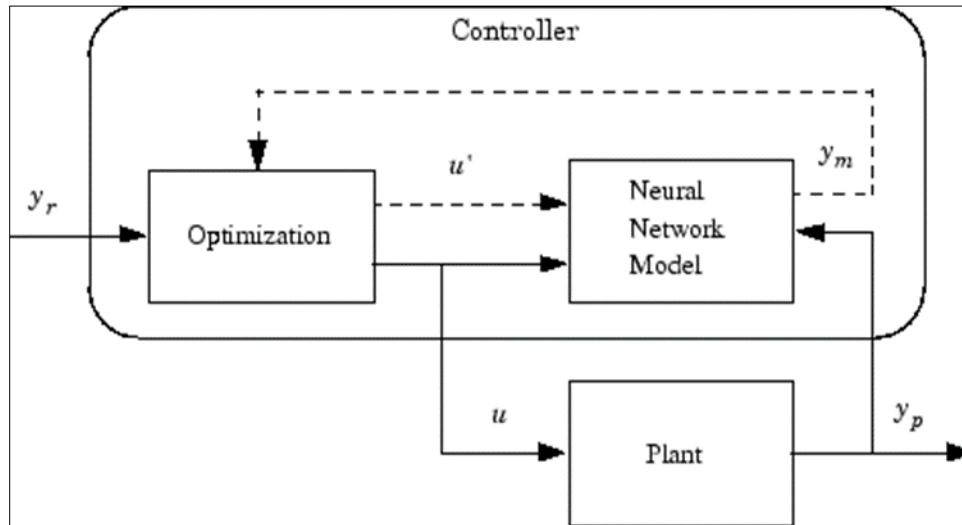 Controller
u'
y_m
y_r
Optimization
Neural
Network
Model
u
y_p
Plant